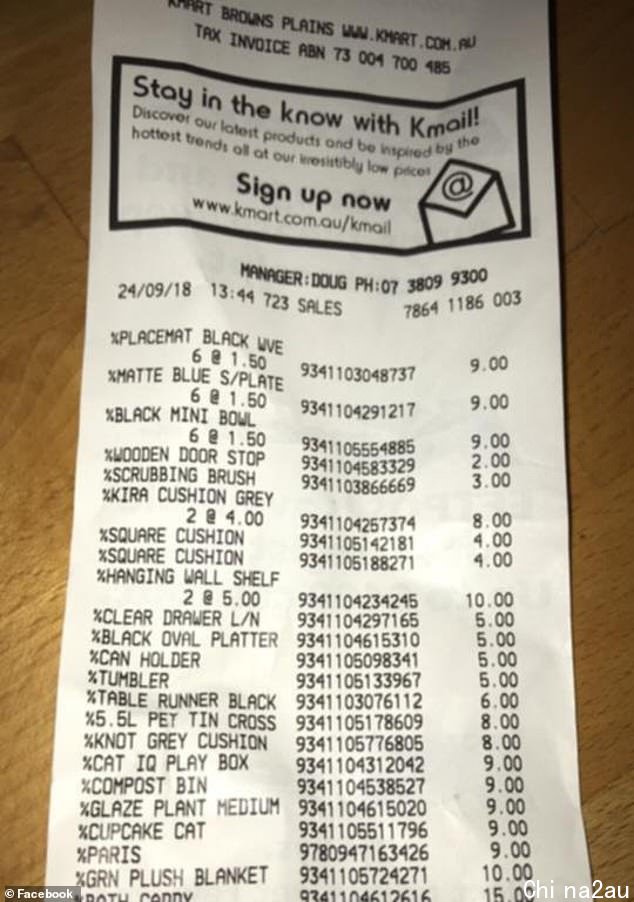 KMART BROWNS PLAINS WWW.KMART.COM.AU
TAX INVOICE ABN 73 004 700 485
Stay in the know with Kmail!
Discover our latest products and be inspired by the
hottest trends all at our irresistibly low prices
Sign up now
www.kmart.com.au/kmail
@
MANAGER:DOUG PH:07 3809 9300
24/09/18 13:44 723 SALES 7864 1186 003
%PLACEMAT BLACK WVE
6 @ 1.50 9341103048737 9.00
%MATTE BLUE S/PLATE
6 @ 1.50 9341104291217 9.00
%BLACK MINI BOWL
6 @ 1.50 9341105554885 9.00
%WOODEN DOOR STOP 9341104583329 2.00
%SCRUBBING BRUSH 9341103866669 3.00
%KIRA CUSHION GREY
2 @ 4.00 9341104257374 8.00
%SQUARE CUSHION 9341105142181 4.00
%SQUARE CUSHION 9341105188271 4.00
%HANGING WALL SHELF
2 @ 5.00 9341104234245 10.00
%CLEAR DRAWER L/N 9341104297165 5.00
%BLACK OVAL PLATTER 9341104615310 5.00
%CAN HOLDER 9341105098341 5.00
%TUMBLER 9341105133967 5.00
%TABLE RUNNER BLACK 9341103076112 6.00
%5.5L PET TIN CROSS 9341105178609 8.00
%KNOT GREY CUSHION 9341105776805 8.00
%CAT IQ PLAY BOX 9341104312042 9.00
%COMPOST BIN 9341104538527 9.00
%GLAZE PLANT MEDIUM 9341104615020 9.00
%CUPCAKE CAT 9341105511796 9.00
%PARIS 9780947163426 9.00
%GRN PLUSH BLANKET 9341105724271 10.00
%BATH CADDY 9341104612616 15.00
© Facebook
Chi na2au